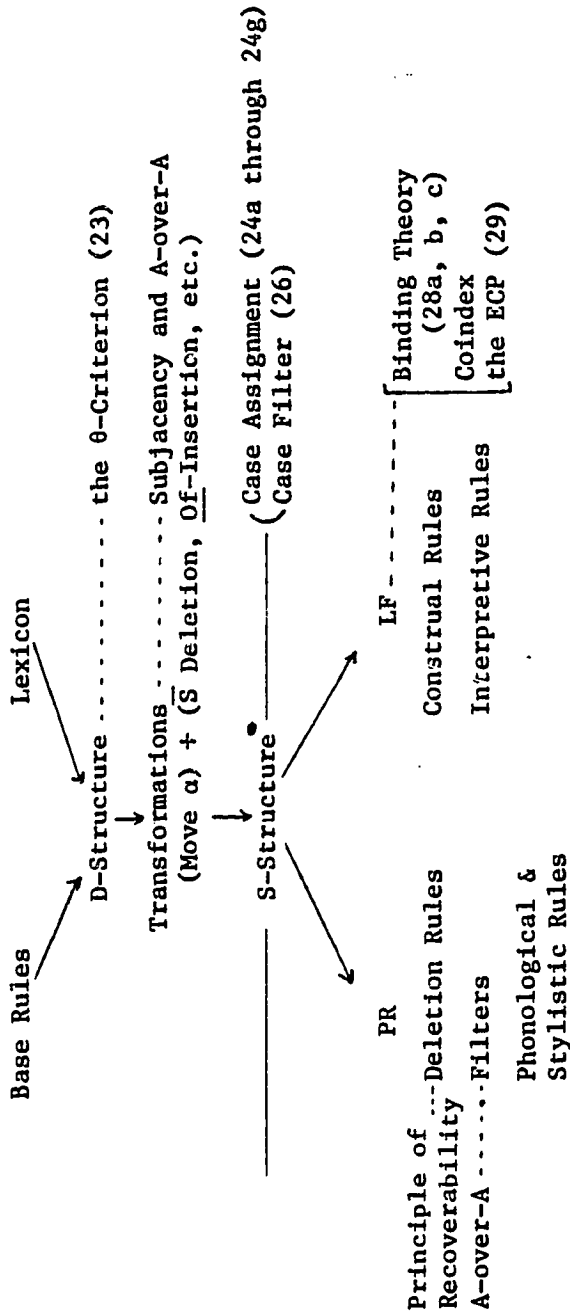 Base Rules Lexicon
D-Structure .......... the θ-Criterion (23)
Transformations .......... Subjacency and A-over-A
(Move α) + (S̅ Deletion, Of-Insertion, etc.)
S-Structure
(Case Assignment (24a through 24g)
Case Filter (26)
PR
Principle of ...Deletion Rules
Recoverability
A-over-A ......Filters
Phonological &
Stylistic Rules
LF ---------[Binding Theory
(28a, b, c)
Construal Rules Coindex
Interpretive Rules the ECP (29)